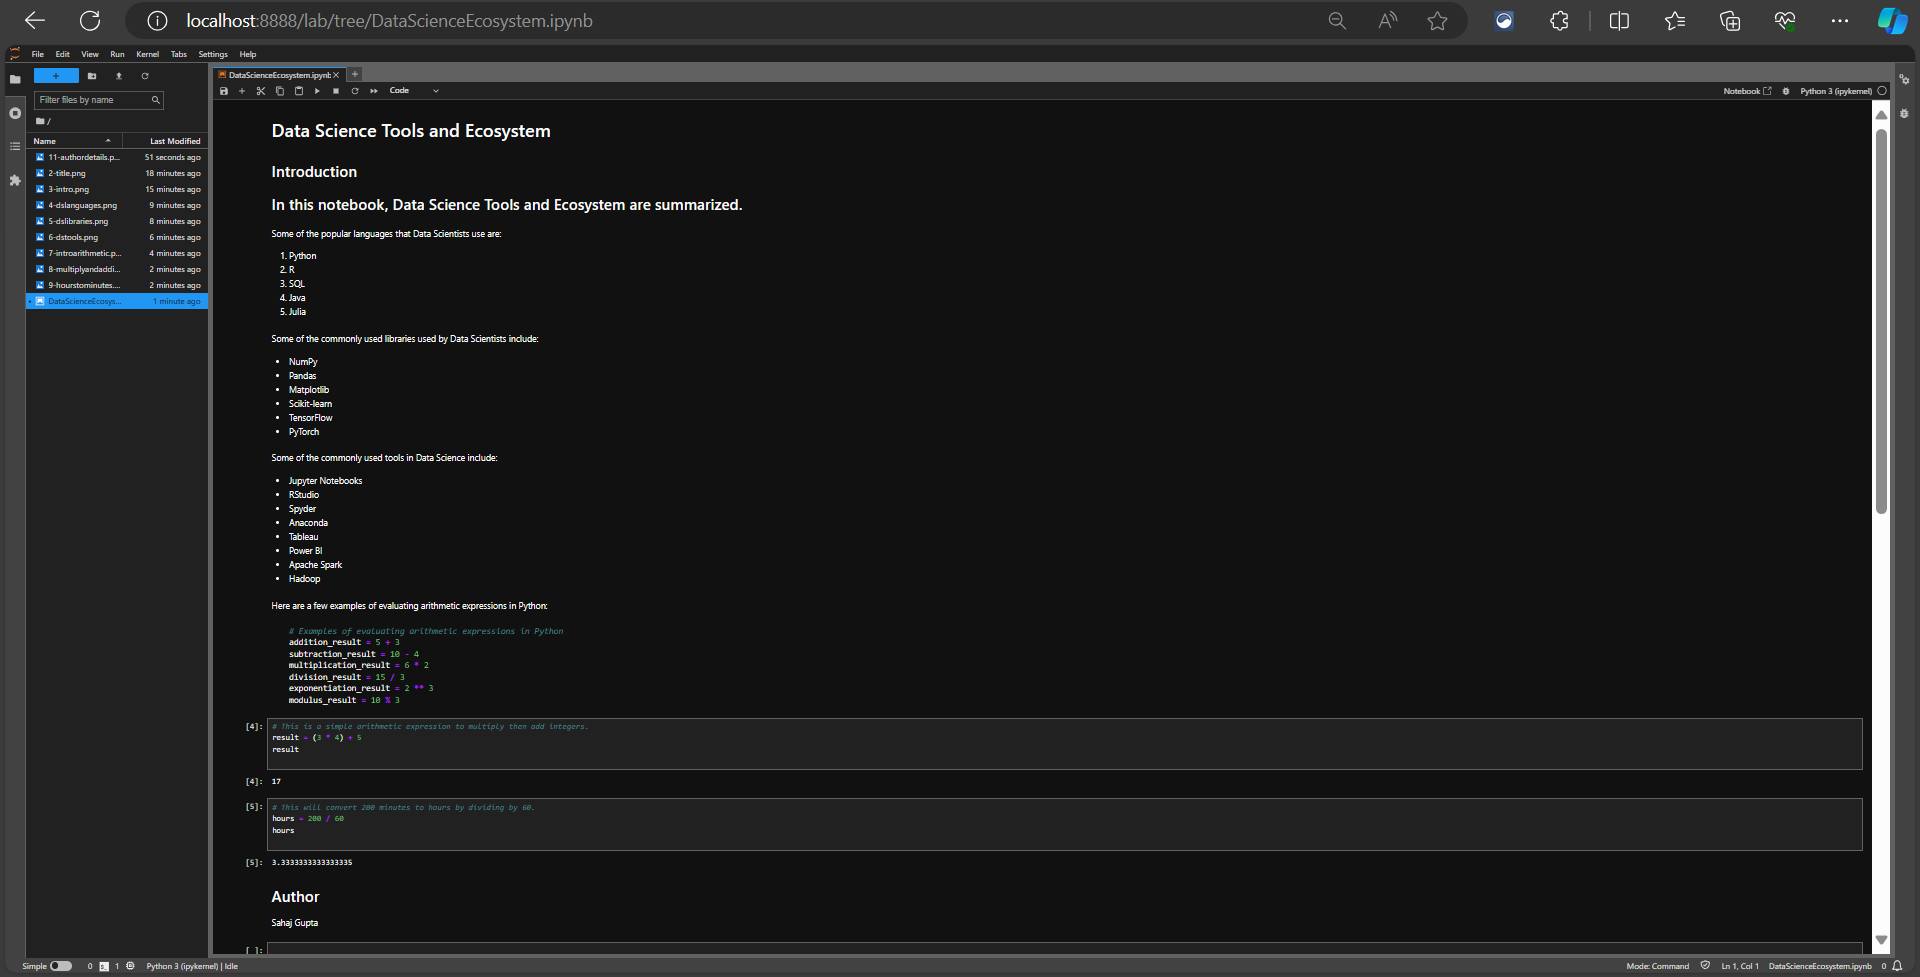 localhost:8888/lab/tree/DataScienceEcosystem.ipynb
File Edit View Run Kernel Tabs Settings Help
DataScienceEcosystem.ipynb
Filter files by name
Code
Notebook
Python 3 (ipykernel)
/
Name Last Modified
11-authordetails.p... 51 seconds ago
2-title.png 18 minutes ago
3-intro.png 15 minutes ago
4-dslanguages.png 9 minutes ago
5-dslibraries.png 8 minutes ago
6-dstools.png 6 minutes ago
7-introarithmetic.p... 4 minutes ago
8-multiplyandaddi... 2 minutes ago
9-hourstominutes.... 2 minutes ago
DataScienceEcosys... 1 minute ago
Data Science Tools and Ecosystem
Introduction
In this notebook, Data Science Tools and Ecosystem are summarized.
Some of the popular languages that Data Scientists use are:
1. Python
2. R
3. SQL
4. Java
5. Julia
Some of the commonly used libraries used by Data Scientists include:
• NumPy
• Pandas
• Matplotlib
• Scikit-learn
• TensorFlow
• PyTorch
Some of the commonly used tools in Data Science include:
• Jupyter Notebooks
• RStudio
• Spyder
• Anaconda
• Tableau
• Power BI
• Apache Spark
• Hadoop
Here are a few examples of evaluating arithmetic expressions in Python:
# Examples of evaluating arithmetic expressions in Python
addition_result = 5 + 3
subtraction_result = 10 - 4
multiplication_result = 6 * 2
division_result = 15 / 3
exponentiation_result = 2 ** 3
modulus_result = 10 % 3
[4]: # This is a simple arithmetic expression to multiply then add integers.
result = (3 * 4) + 5
result
[4]: 17
[5]: # This will convert 200 minutes to hours by dividing by 60.
hours = 200 / 60
hours
[5]: 3.3333333333333335
Author
Sahaj Gupta
[ ]:
Simple 0 1 Python 3 (ipykernel) | Idle
Mode: Command Ln 1, Col 1 DataScienceEcosystem.ipynb 0